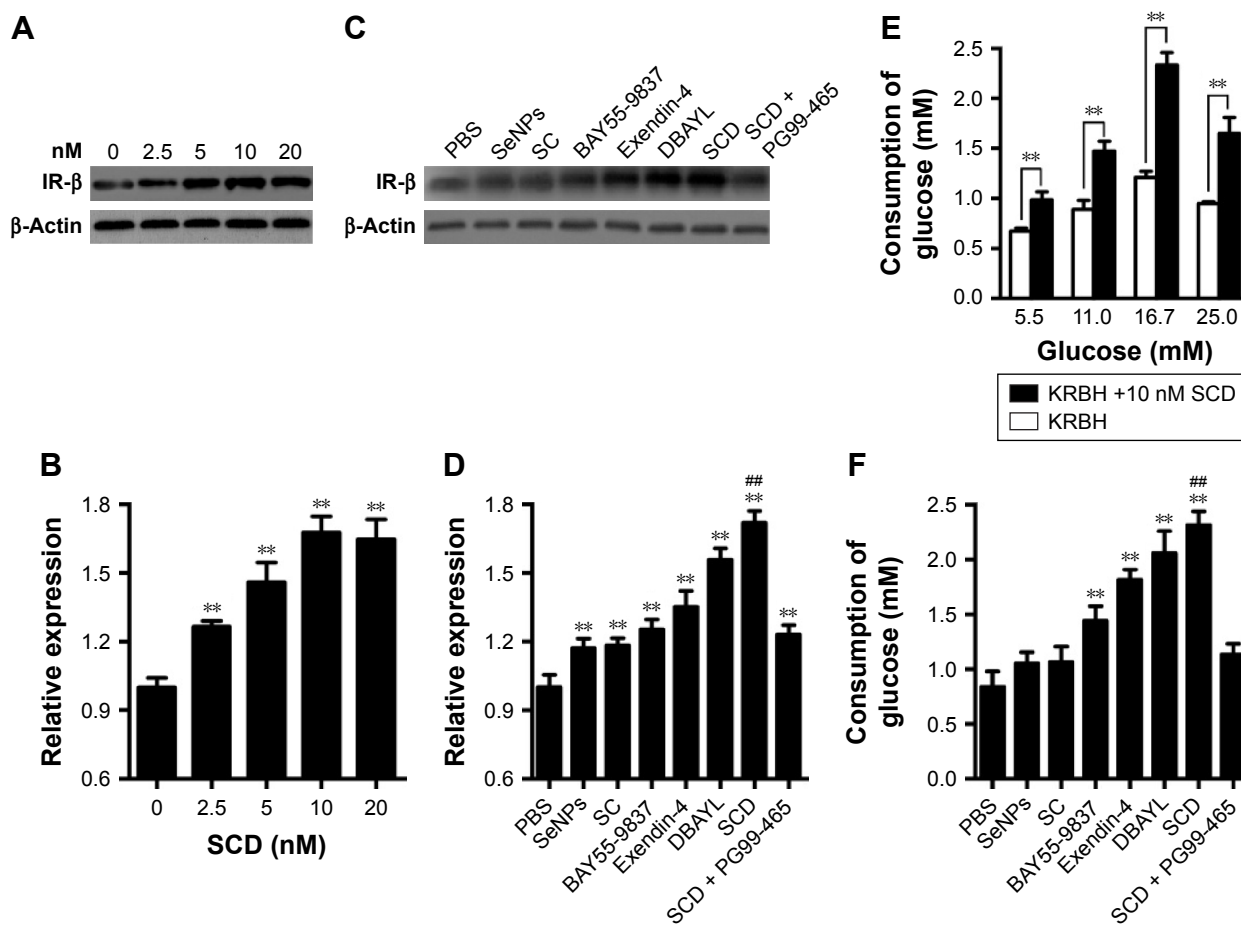 A
nM
0 2.5 5 10 20
IR-β
β-Actin
B
Relative expression
1.8
1.5
1.2
0.9
0.6
** ** ** **
0 2.5 5 10 20
SCD (nM)
C
PBS SeNPs SC BAY55-9837 Exendin-4 DBAYL SCD SCD + PG99-465
IR-β
β-Actin
D
Relative expression
1.8
1.5
1.2
0.9
0.6
##
** ** ** ** ** ** **
PBS SeNPs SC BAY55-9837 Exendin-4 DBAYL SCD SCD + PG99-465
E
Consumption of
glucose (mM)
2.5
2.0
1.5
1.0
0.5
0.0
** ** ** **
5.5 11.0 16.7 25.0
Glucose (mM)
KRBH +10 nM SCD
KRBH
F
Consumption of
glucose (mM)
2.5
2.0
1.5
1.0
0.5
0.0
##
** ** ** **
PBS SeNPs SC BAY55-9837 Exendin-4 DBAYL SCD SCD + PG99-465